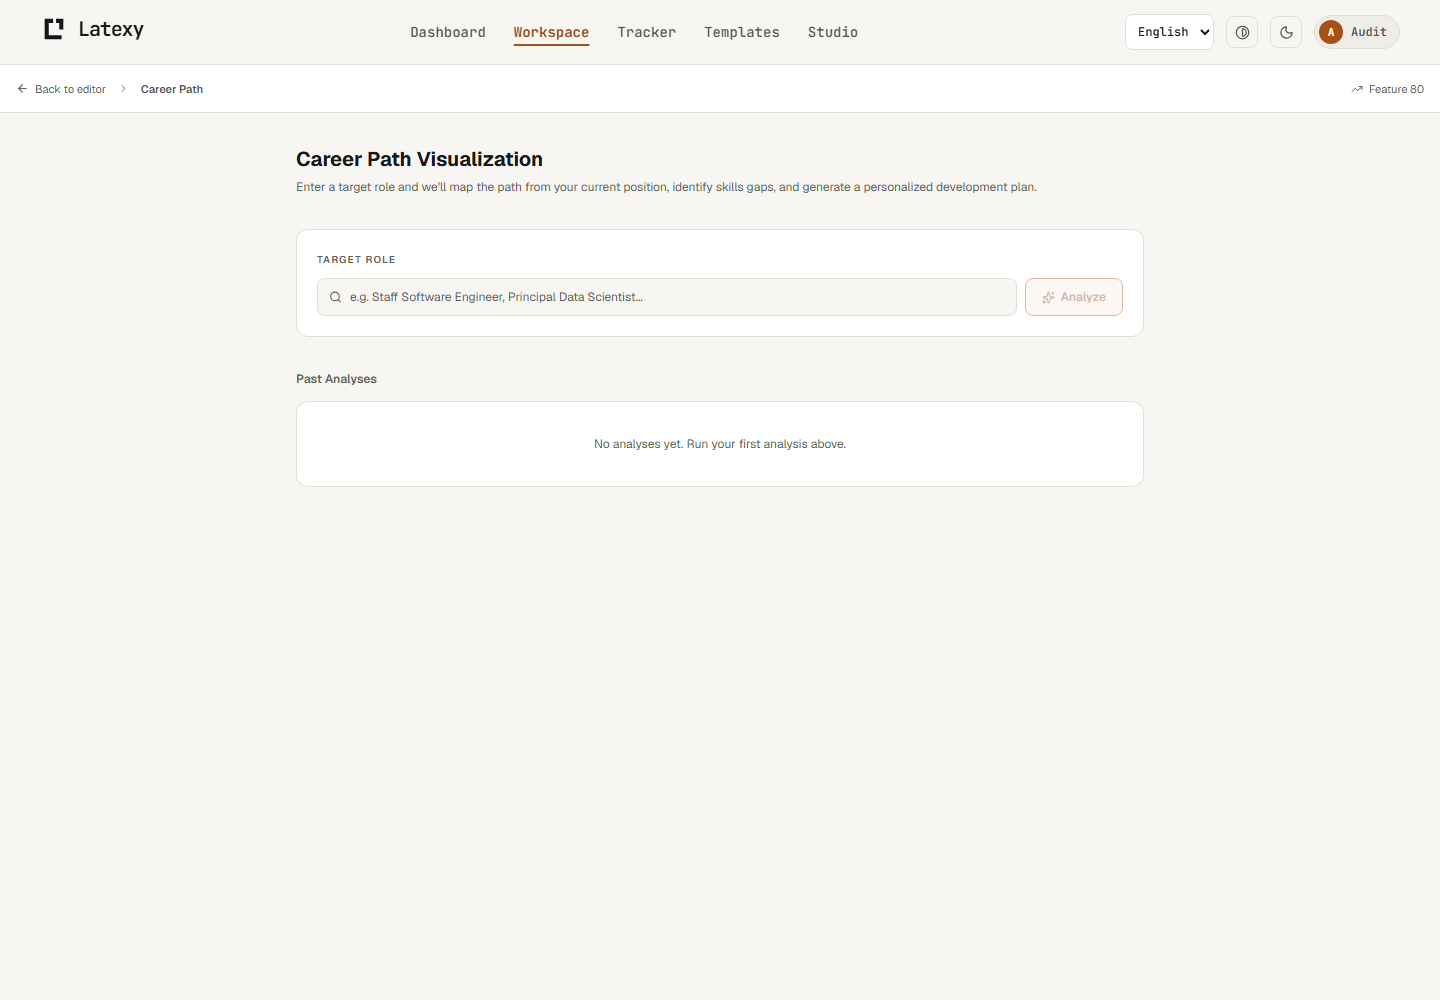 Latexy
Dashboard Workspace Tracker Templates Studio
English
A Audit
Back to editor Career Path
Feature 80
Career Path Visualization
Enter a target role and we'll map the path from your current position, identify skills gaps, and generate a personalized development plan.
TARGET ROLE
e.g. Staff Software Engineer, Principal Data Scientist...
Analyze
Past Analyses
No analyses yet. Run your first analysis above.